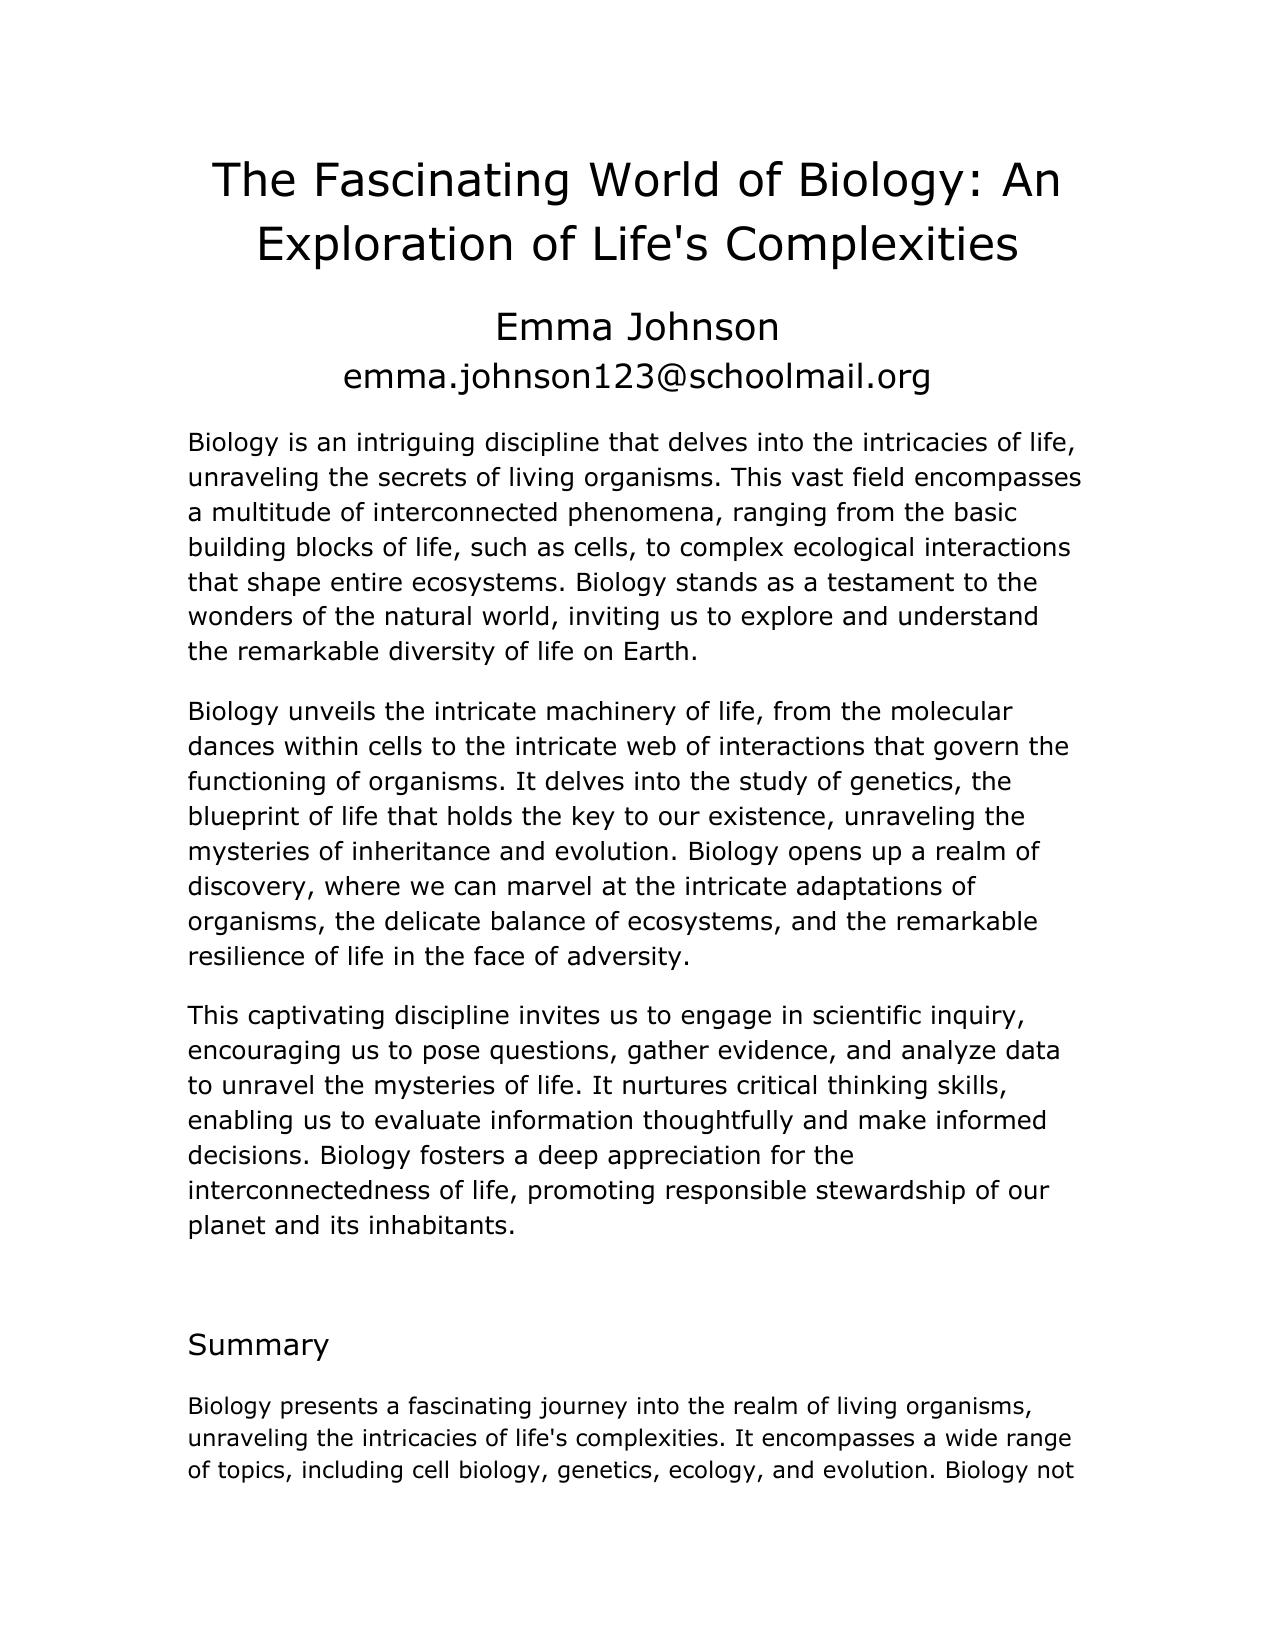 The Fascinating World of Biology: An
Exploration of Life's Complexities
Emma Johnson
emma.johnson123@schoolmail.org
Biology is an intriguing discipline that delves into the intricacies of life,
unraveling the secrets of living organisms. This vast field encompasses
a multitude of interconnected phenomena, ranging from the basic
building blocks of life, such as cells, to complex ecological interactions
that shape entire ecosystems. Biology stands as a testament to the
wonders of the natural world, inviting us to explore and understand
the remarkable diversity of life on Earth.
Biology unveils the intricate machinery of life, from the molecular
dances within cells to the intricate web of interactions that govern the
functioning of organisms. It delves into the study of genetics, the
blueprint of life that holds the key to our existence, unraveling the
mysteries of inheritance and evolution. Biology opens up a realm of
discovery, where we can marvel at the intricate adaptations of
organisms, the delicate balance of ecosystems, and the remarkable
resilience of life in the face of adversity.
This captivating discipline invites us to engage in scientific inquiry,
encouraging us to pose questions, gather evidence, and analyze data
to unravel the mysteries of life. It nurtures critical thinking skills,
enabling us to evaluate information thoughtfully and make informed
decisions. Biology fosters a deep appreciation for the
interconnectedness of life, promoting responsible stewardship of our
planet and its inhabitants.
Summary
Biology presents a fascinating journey into the realm of living organisms,
unraveling the intricacies of life's complexities. It encompasses a wide range
of topics, including cell biology, genetics, ecology, and evolution. Biology not